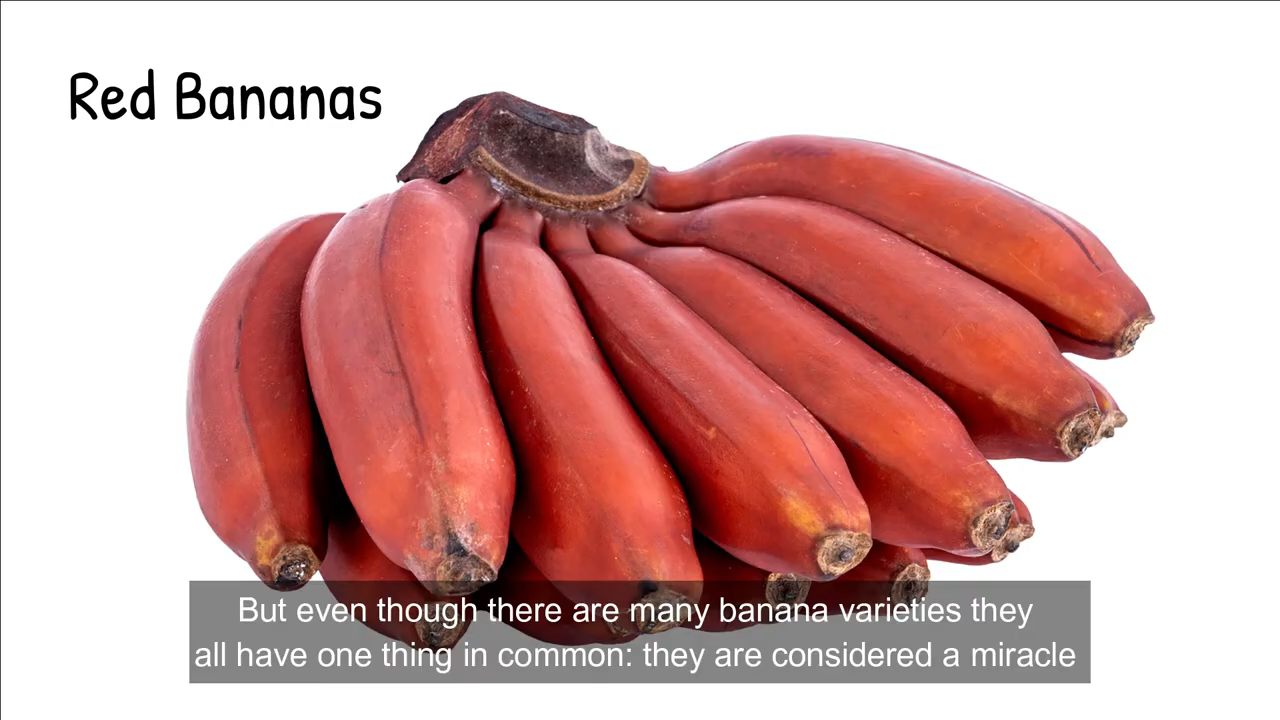 Red Bananas
But even though there are many banana varieties they
all have one thing in common: they are considered a miracle